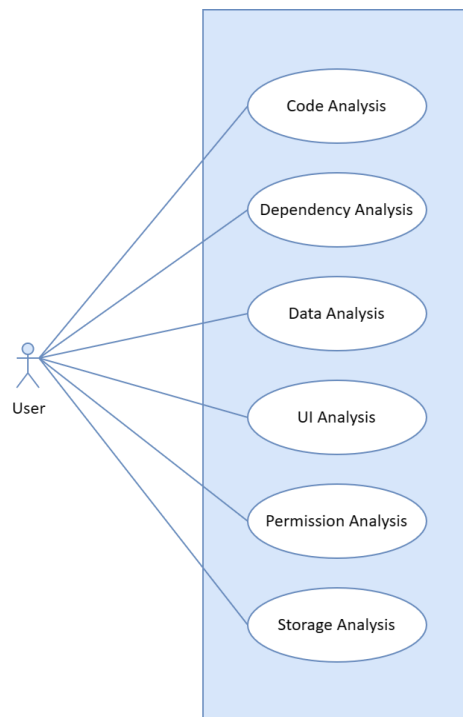 Code Analysis
Dependency Analysis
Data Analysis
UI Analysis
User
Permission Analysis
Storage Analysis